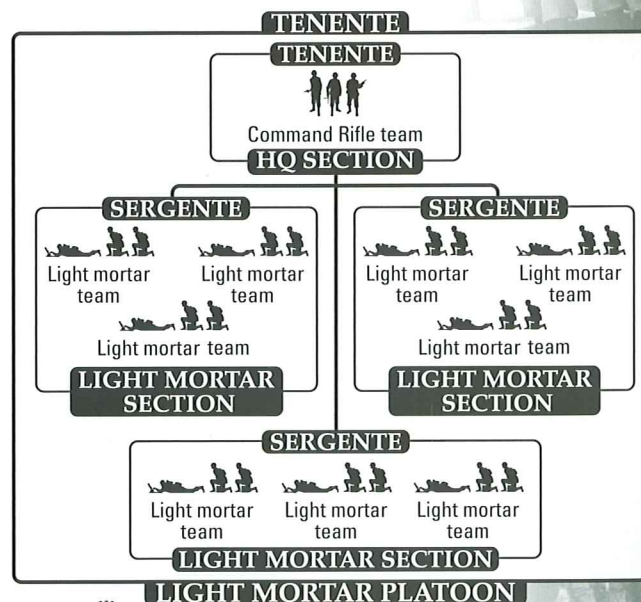 TENENTE
TENENTE
Command Rifle team
HQ SECTION
SERGENTE
Light mortar
team
Light mortar
team
Light mortar team
LIGHT MORTAR
SECTION
SERGENTE
Light mortar
team
Light mortar
team
Light mortar team
LIGHT MORTAR
SECTION
SERGENTE
Light mortar
team
Light mortar
team
Light mortar
team
LIGHT MORTAR SECTION
LIGHT MORTAR PLATOON